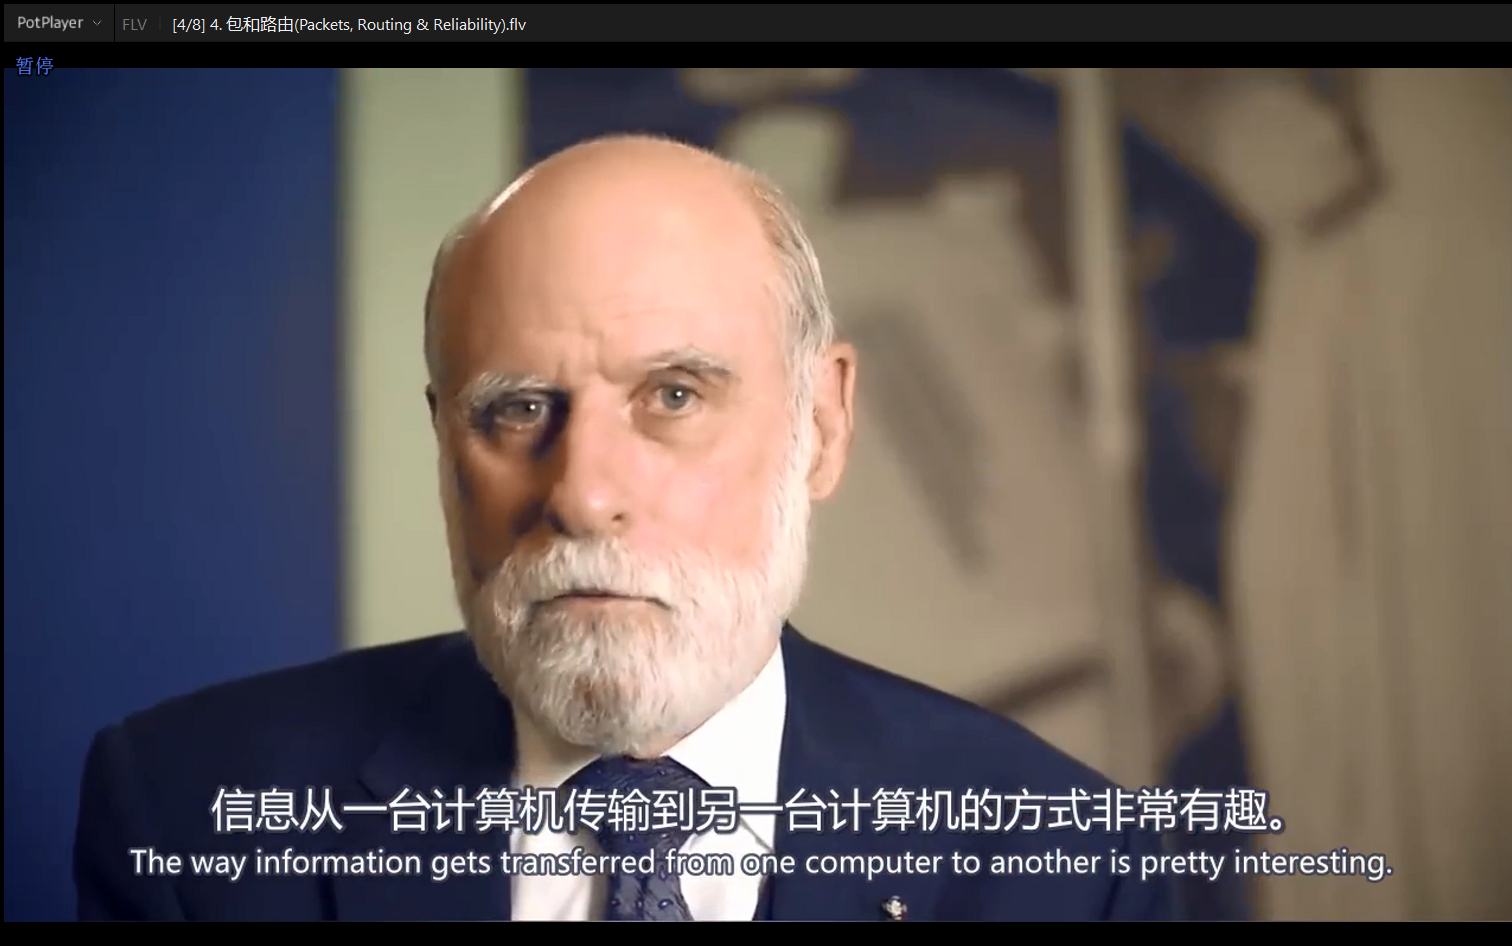 PotPlayer
FLV
[4/8] 4. 包和路由(Packets, Routing & Reliability).flv
暂停
信息从一台计算机传输到另一台计算机的方式非常有趣。
The way information gets transferred from one computer to another is pretty interesting.